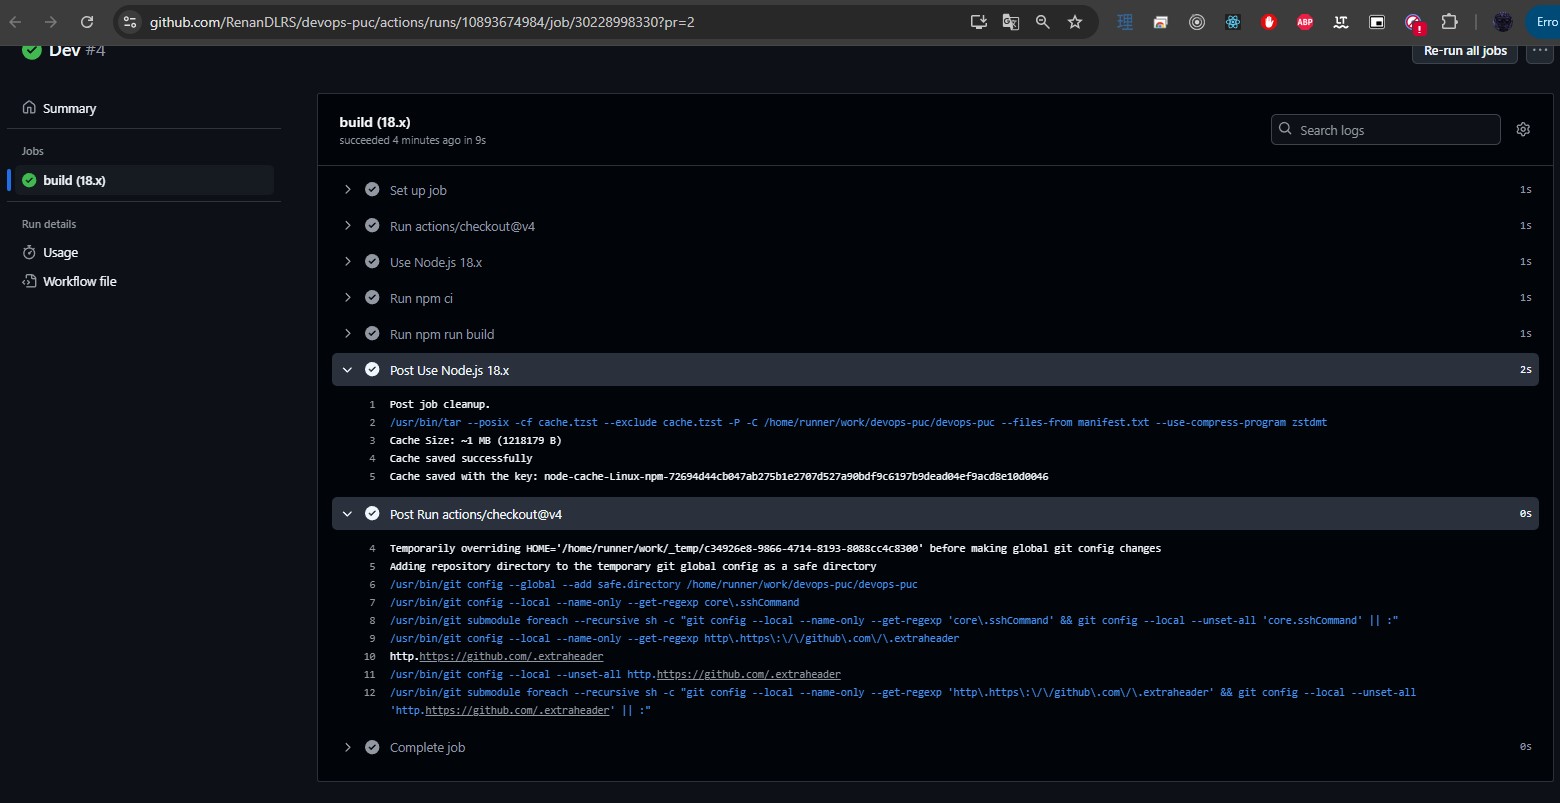 github.com/RenanDLRS/devops-puc/actions/runs/10893674984/job/30228998330?pr=2
ABP
Erro
Dev #4
Re-run all jobs
Summary
Jobs
build (18.x)
Run details
Usage
Workflow file
build (18.x)
succeeded 4 minutes ago in 9s
Search logs
Set up job 1s
Run actions/checkout@v4 1s
Use Node.js 18.x 1s
Run npm ci 1s
Run npm run build 1s
Post Use Node.js 18.x 2s
1 Post job cleanup.
2 /usr/bin/tar --posix -cf cache.tzst --exclude cache.tzst -P -C /home/runner/work/devops-puc/devops-puc --files-from manifest.txt --use-compress-program zstdmt
3 Cache Size: ~1 MB (1218179 B)
4 Cache saved successfully
5 Cache saved with the key: node-cache-Linux-npm-72694d44cb047ab275b1e2707d527a90bdf9c6197b9dead04ef9acd8e10d0046
Post Run actions/checkout@v4 0s
4 Temporarily overriding HOME='/home/runner/work/_temp/c34926e8-9866-4714-8193-8088cc4c8300' before making global git config changes
5 Adding repository directory to the temporary git global config as a safe directory
6 /usr/bin/git config --global --add safe.directory /home/runner/work/devops-puc/devops-puc
7 /usr/bin/git config --local --name-only --get-regexp core\.sshCommand
8 /usr/bin/git submodule foreach --recursive sh -c "git config --local --name-only --get-regexp 'core\.sshCommand' && git config --local --unset-all 'core.sshCommand' || :"
9 /usr/bin/git config --local --name-only --get-regexp http\.https\:\/\/github\.com\/\.extraheader
10 http.https://github.com/.extraheader
11 /usr/bin/git config --local --unset-all http.https://github.com/.extraheader
12 /usr/bin/git submodule foreach --recursive sh -c "git config --local --name-only --get-regexp 'http\.https\:\/\/github\.com\/\.extraheader' && git config --local --unset-all
'http.https://github.com/.extraheader' || :"
Complete job 0s